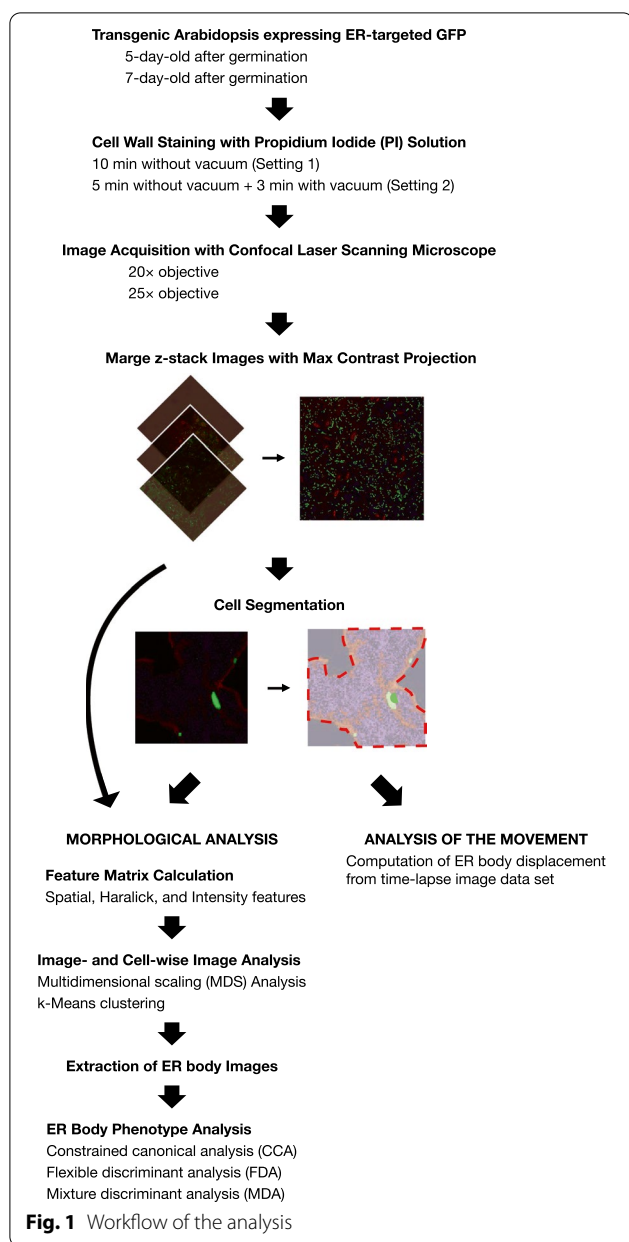 Transgenic Arabidopsis expressing ER-targeted GFP
5-day-old after germination
7-day-old after germination
Cell Wall Staining with Propidium Iodide (PI) Solution
10 min without vacuum (Setting 1)
5 min without vacuum + 3 min with vacuum (Setting 2)
Image Acquisition with Confocal Laser Scanning Microscope
20× objective
25× objective
Marge z-stack Images with Max Contrast Projection
Cell Segmentation
MORPHOLOGICAL ANALYSIS
Feature Matrix Calculation
Spatial, Haralick, and Intensity features
Image- and Cell-wise Image Analysis
Multidimensional scaling (MDS) Analysis
k-Means clustering
Extraction of ER body Images
ER Body Phenotype Analysis
Constrained canonical analysis (CCA)
Flexible discriminant analysis (FDA)
Mixture discriminant analysis (MDA)
ANALYSIS OF THE MOVEMENT
Computation of ER body displacement
from time-lapse image data set
Fig. 1 Workflow of the analysis